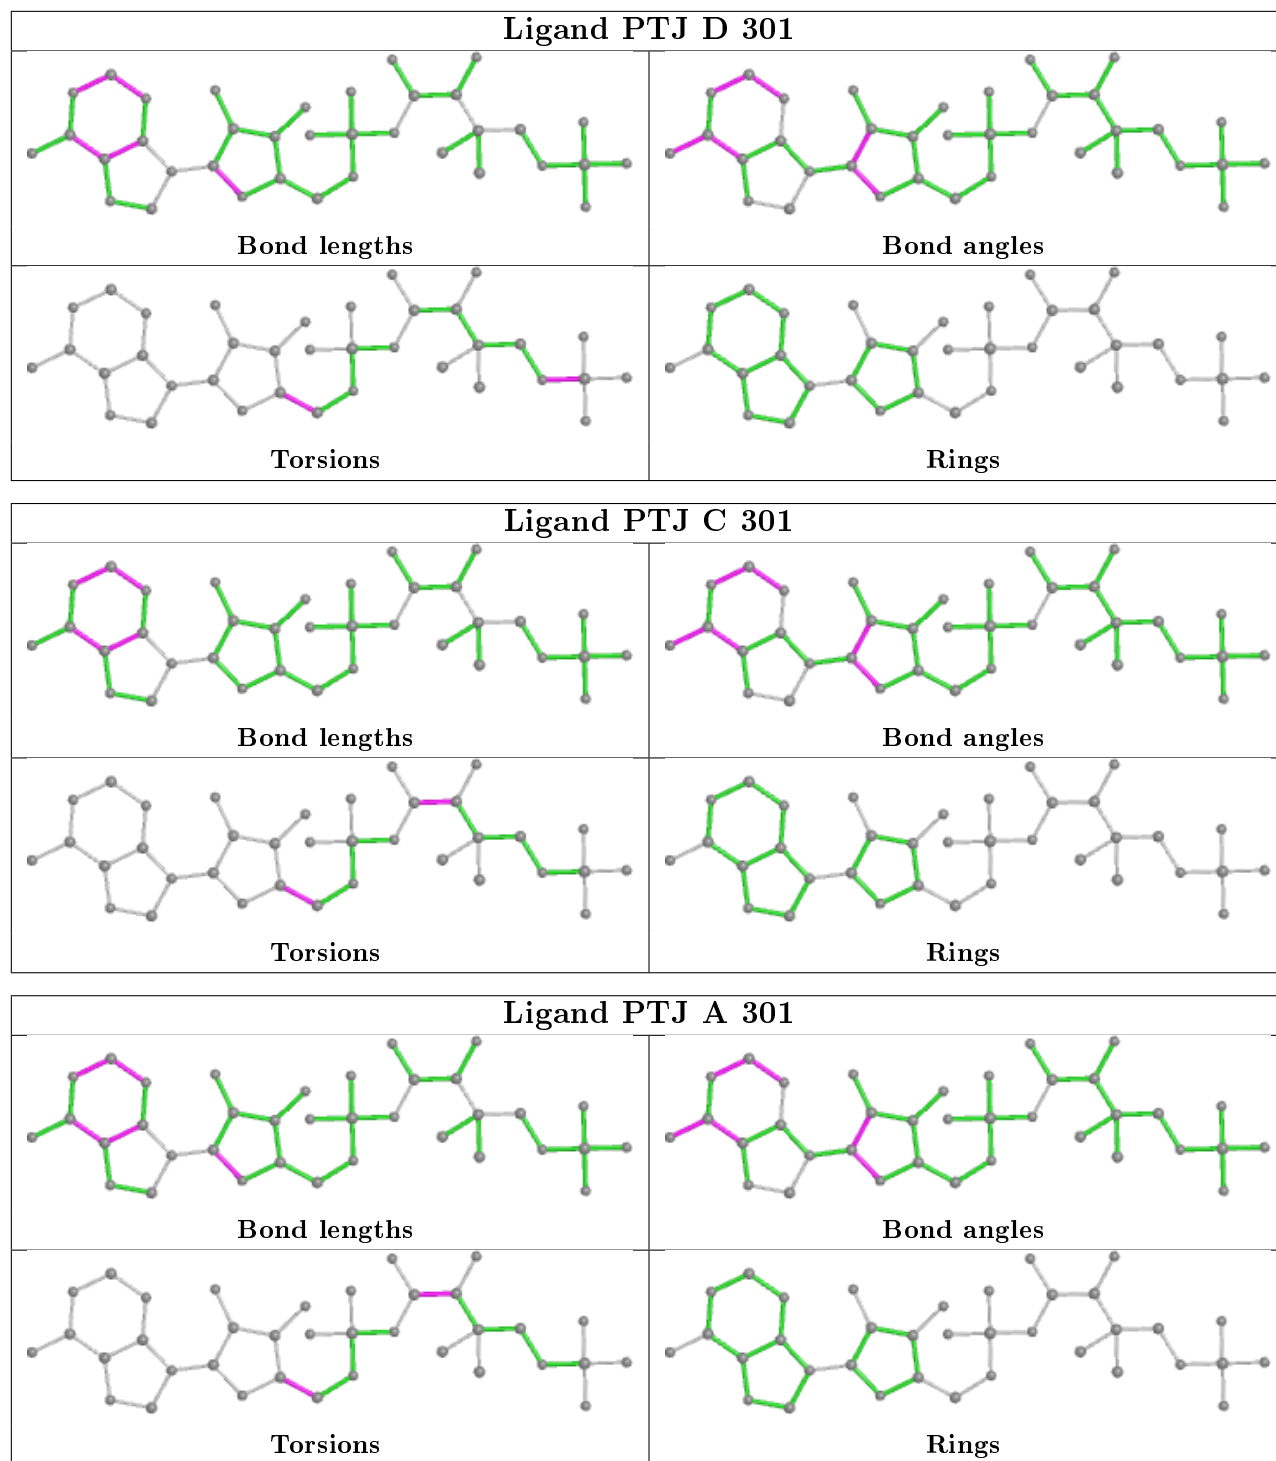 Ligand PTJ D 301
Bond lengths
Bond angles
Torsions
Rings
Ligand PTJ C 301
Bond lengths
Bond angles
Torsions
Rings
Ligand PTJ A 301
Bond lengths
Bond angles
Torsions
Rings